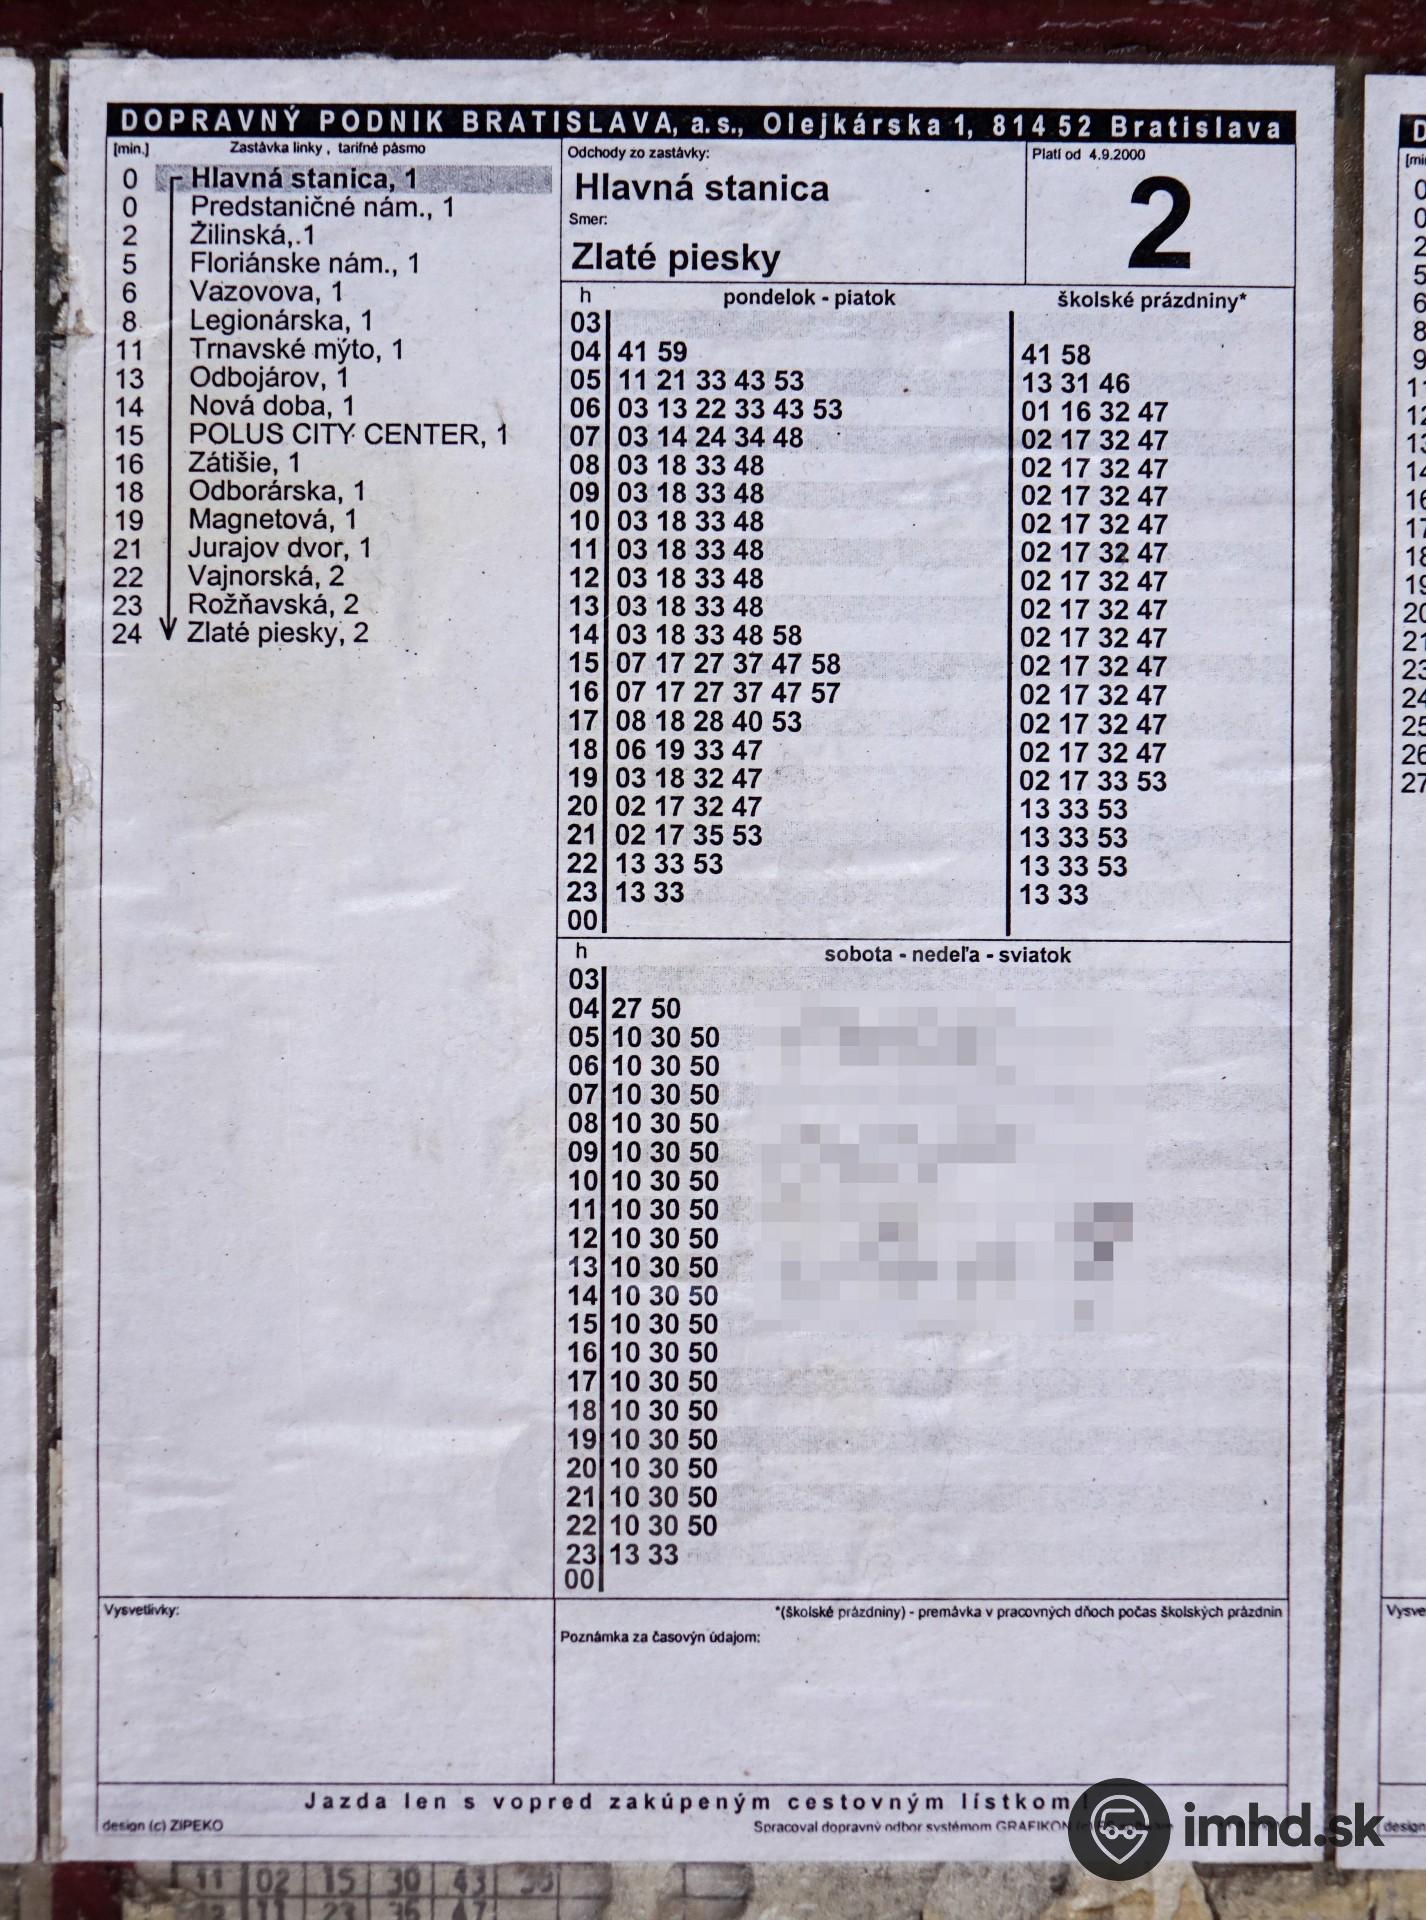 DOPRAVNÝ PODNIK BRATISLAVA, a.s., Olejkárska 1, 814 52 Bratislava
[min.] Zastávka linky , tarifné pásmo
0 Hlavná stanica, 1
0 Predstaničné nám., 1
2 Žilinská, 1
5 Floriánske nám., 1
6 Vazovova, 1
8 Legionárska, 1
11 Trnavské mýto, 1
13 Odbojárov, 1
14 Nová doba, 1
15 POLUS CITY CENTER, 1
16 Zátišie, 1
18 Odborárska, 1
19 Magnetová, 1
21 Jurajov dvor, 1
22 Vajnorská, 2
23 Rožňavská, 2
24 Zlaté piesky, 2
Odchody zo zastávky:
Hlavná stanica
Smer:
Zlaté piesky
Platí od 4.9.2000
2
h pondelok - piatok školské prázdniny*
03
04 41 59 41 58
05 11 21 33 43 53 13 31 46
06 03 13 22 33 43 53 01 16 32 47
07 03 14 24 34 48 02 17 32 47
08 03 18 33 48 02 17 32 47
09 03 18 33 48 02 17 32 47
10 03 18 33 48 02 17 32 47
11 03 18 33 48 02 17 32 47
12 03 18 33 48 02 17 32 47
13 03 18 33 48 02 17 32 47
14 03 18 33 48 58 02 17 32 47
15 07 17 27 37 47 58 02 17 32 47
16 07 17 27 37 47 57 02 17 32 47
17 08 18 28 40 53 02 17 32 47
18 06 19 33 47 02 17 32 47
19 03 18 32 47 02 17 33 53
20 02 17 32 47 13 33 53
21 02 17 35 53 13 33 53
22 13 33 53 13 33 53
23 13 33 13 33
00
h sobota - nedeľa - sviatok
03
04 27 50
05 10 30 50
06 10 30 50
07 10 30 50
08 10 30 50
09 10 30 50
10 10 30 50
11 10 30 50
12 10 30 50
13 10 30 50
14 10 30 50
15 10 30 50
16 10 30 50
17 10 30 50
18 10 30 50
19 10 30 50
20 10 30 50
21 10 30 50
22 10 30 50
23 13 33
00
Vysvetlivky:
*(školské prázdniny) - premávka v pracovných dňoch počas školských prázdnin
Poznámka za časovýn údajom:
Jazda len s vopred zakúpeným cestovným lístkom !
design (c) ZIPEKO
Spracoval dopravný odbor systémom GRAFIKON
imhd.sk
11 02 15 30 43